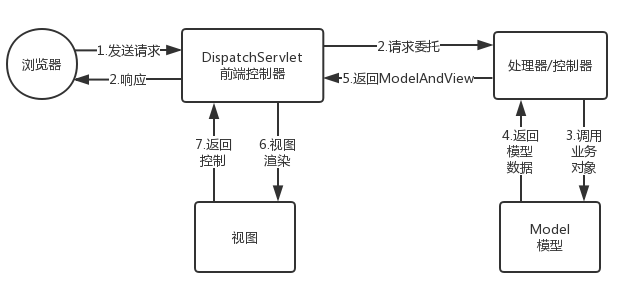 浏览器
1.发送请求
2.响应
DispatchServlet
前端控制器
2.请求委托
5.返回ModelAndView
处理器/控制器
7.返回
控制
6.视图
渲染
4.返回
模型
数据
3.调用
业务
对象
视图
Model
模型